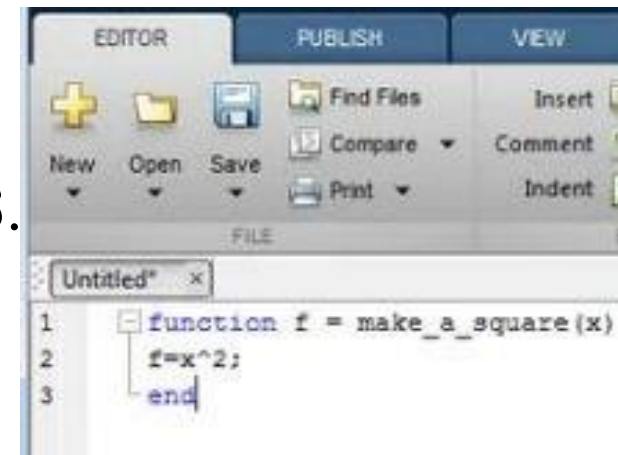 EDITOR PUBLISH VIEW
Find Files Insert
Compare Comment
New Open Save Print Indent
FILE
Untitled* ×
1 function f = make_a_square(x)
2 f=x^2;
3 end